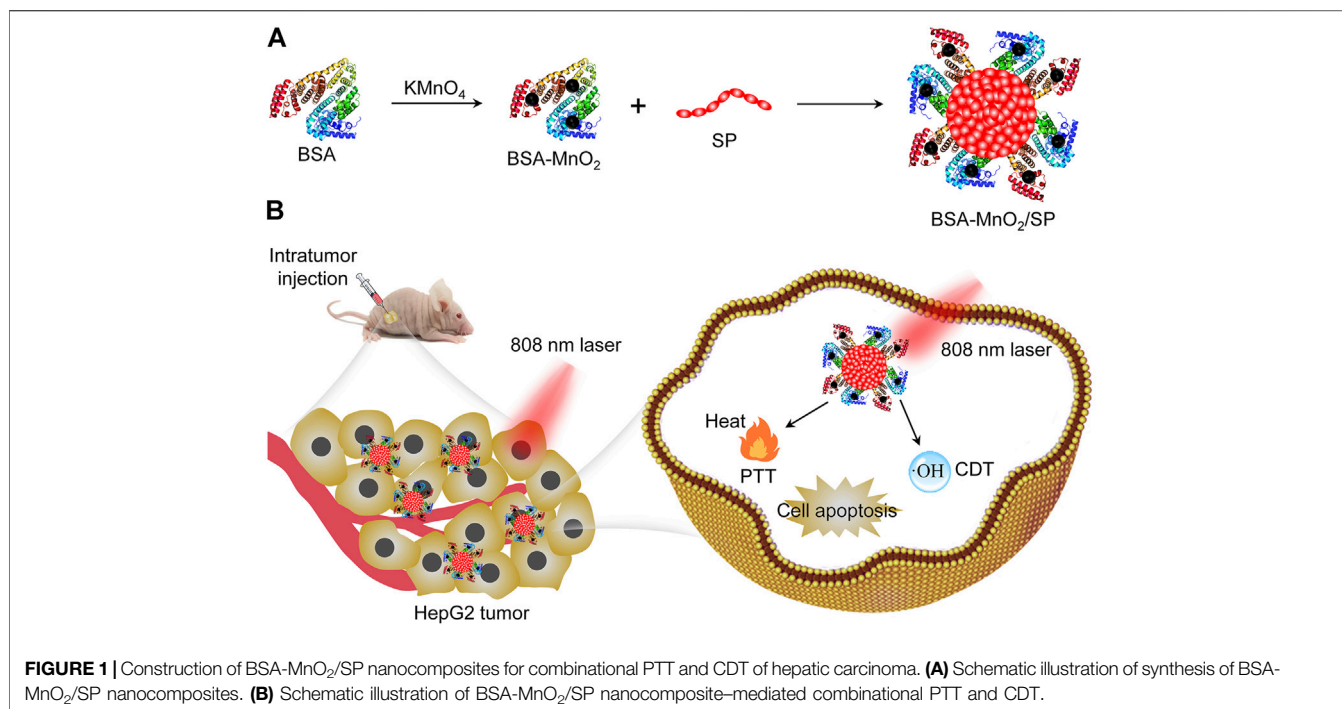 A
KMnO₄
BSA
BSA-MnO₂
+
SP
BSA-MnO₂/SP
B
Intratumor
injection
808 nm laser
HepG2 tumor
808 nm laser
Heat
PTT
·OH
CDT
Cell apoptosis
FIGURE 1 | Construction of BSA-MnO₂/SP nanocomposites for combinational PTT and CDT of hepatic carcinoma. (A) Schematic illustration of synthesis of BSA-
MnO₂/SP nanocomposites. (B) Schematic illustration of BSA-MnO₂/SP nanocomposite–mediated combinational PTT and CDT.